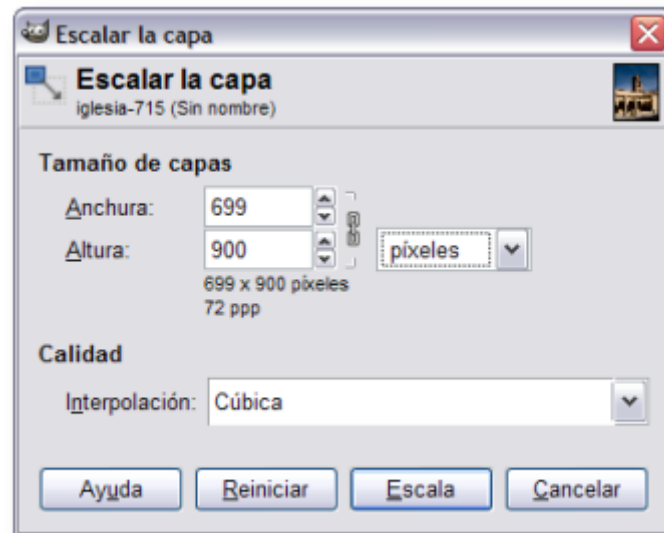 Escalar la capa
Escalar la capa
iglesia-715 (Sin nombre)
Tamaño de capas
Anchura: 699
Altura: 900 píxeles
699 x 900 píxeles
72 ppp
Calidad
Interpolación: Cúbica
Ayuda Reiniciar Escala Cancelar